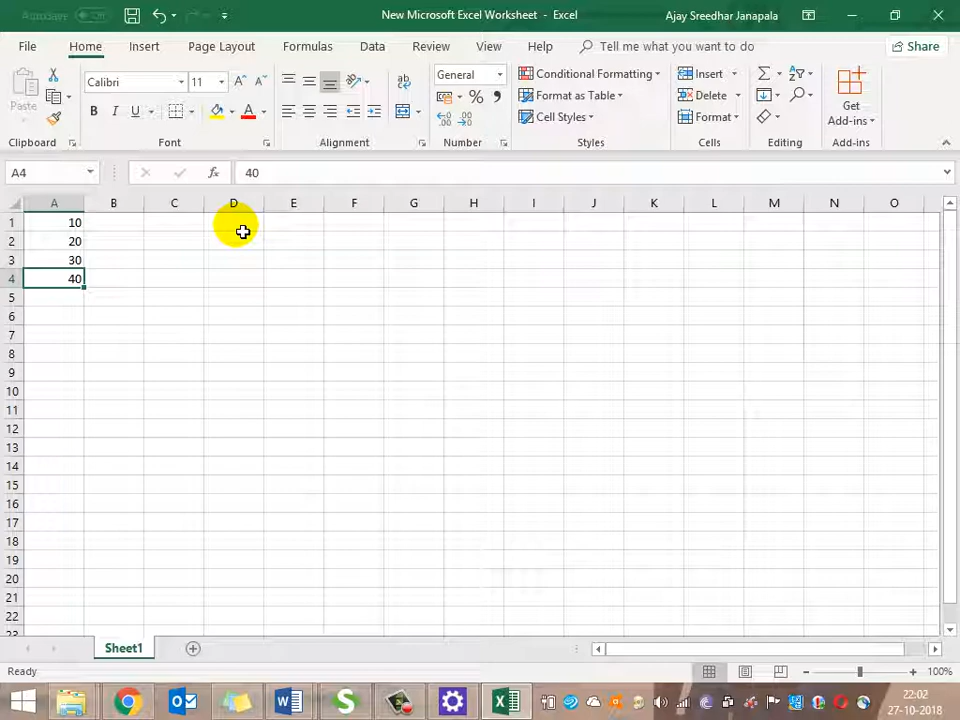 AutoSave Off New Microsoft Excel Worksheet - Excel Ajay Sreedhar Janapala
File Home Insert Page Layout Formulas Data Review View Help Tell me what you want to do Share
Paste Calibri 11 General Conditional Formatting Insert Get Add-ins
B I U Format as Table Delete
Cell Styles Format
Clipboard Font Alignment Number Styles Cells Editing Add-ins
A4 fx 40
A B C D E F G H I J K L M N O
1 10
2 20
3 30
4 40
5
6
7
8
9
10
11
12
13
14
15
16
17
18
19
20
21
22
23
Sheet1
Ready 100%
22:02
27-10-2018